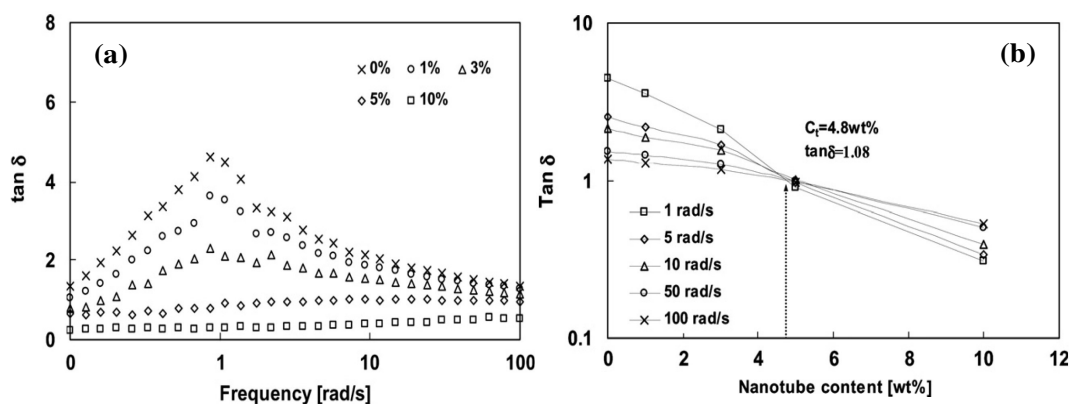 (a)
8
6
4
2
0
tan δ
0% 1% 3%
5% 10%
0 1 10 100
Frequency [rad/s]
(b)
10
1
0.1
Tan δ
Cₜ=4.8wt%
tanδ=1.08
1 rad/s
5 rad/s
10 rad/s
50 rad/s
100 rad/s
0 2 4 6 8 10 12
Nanotube content [wt%]